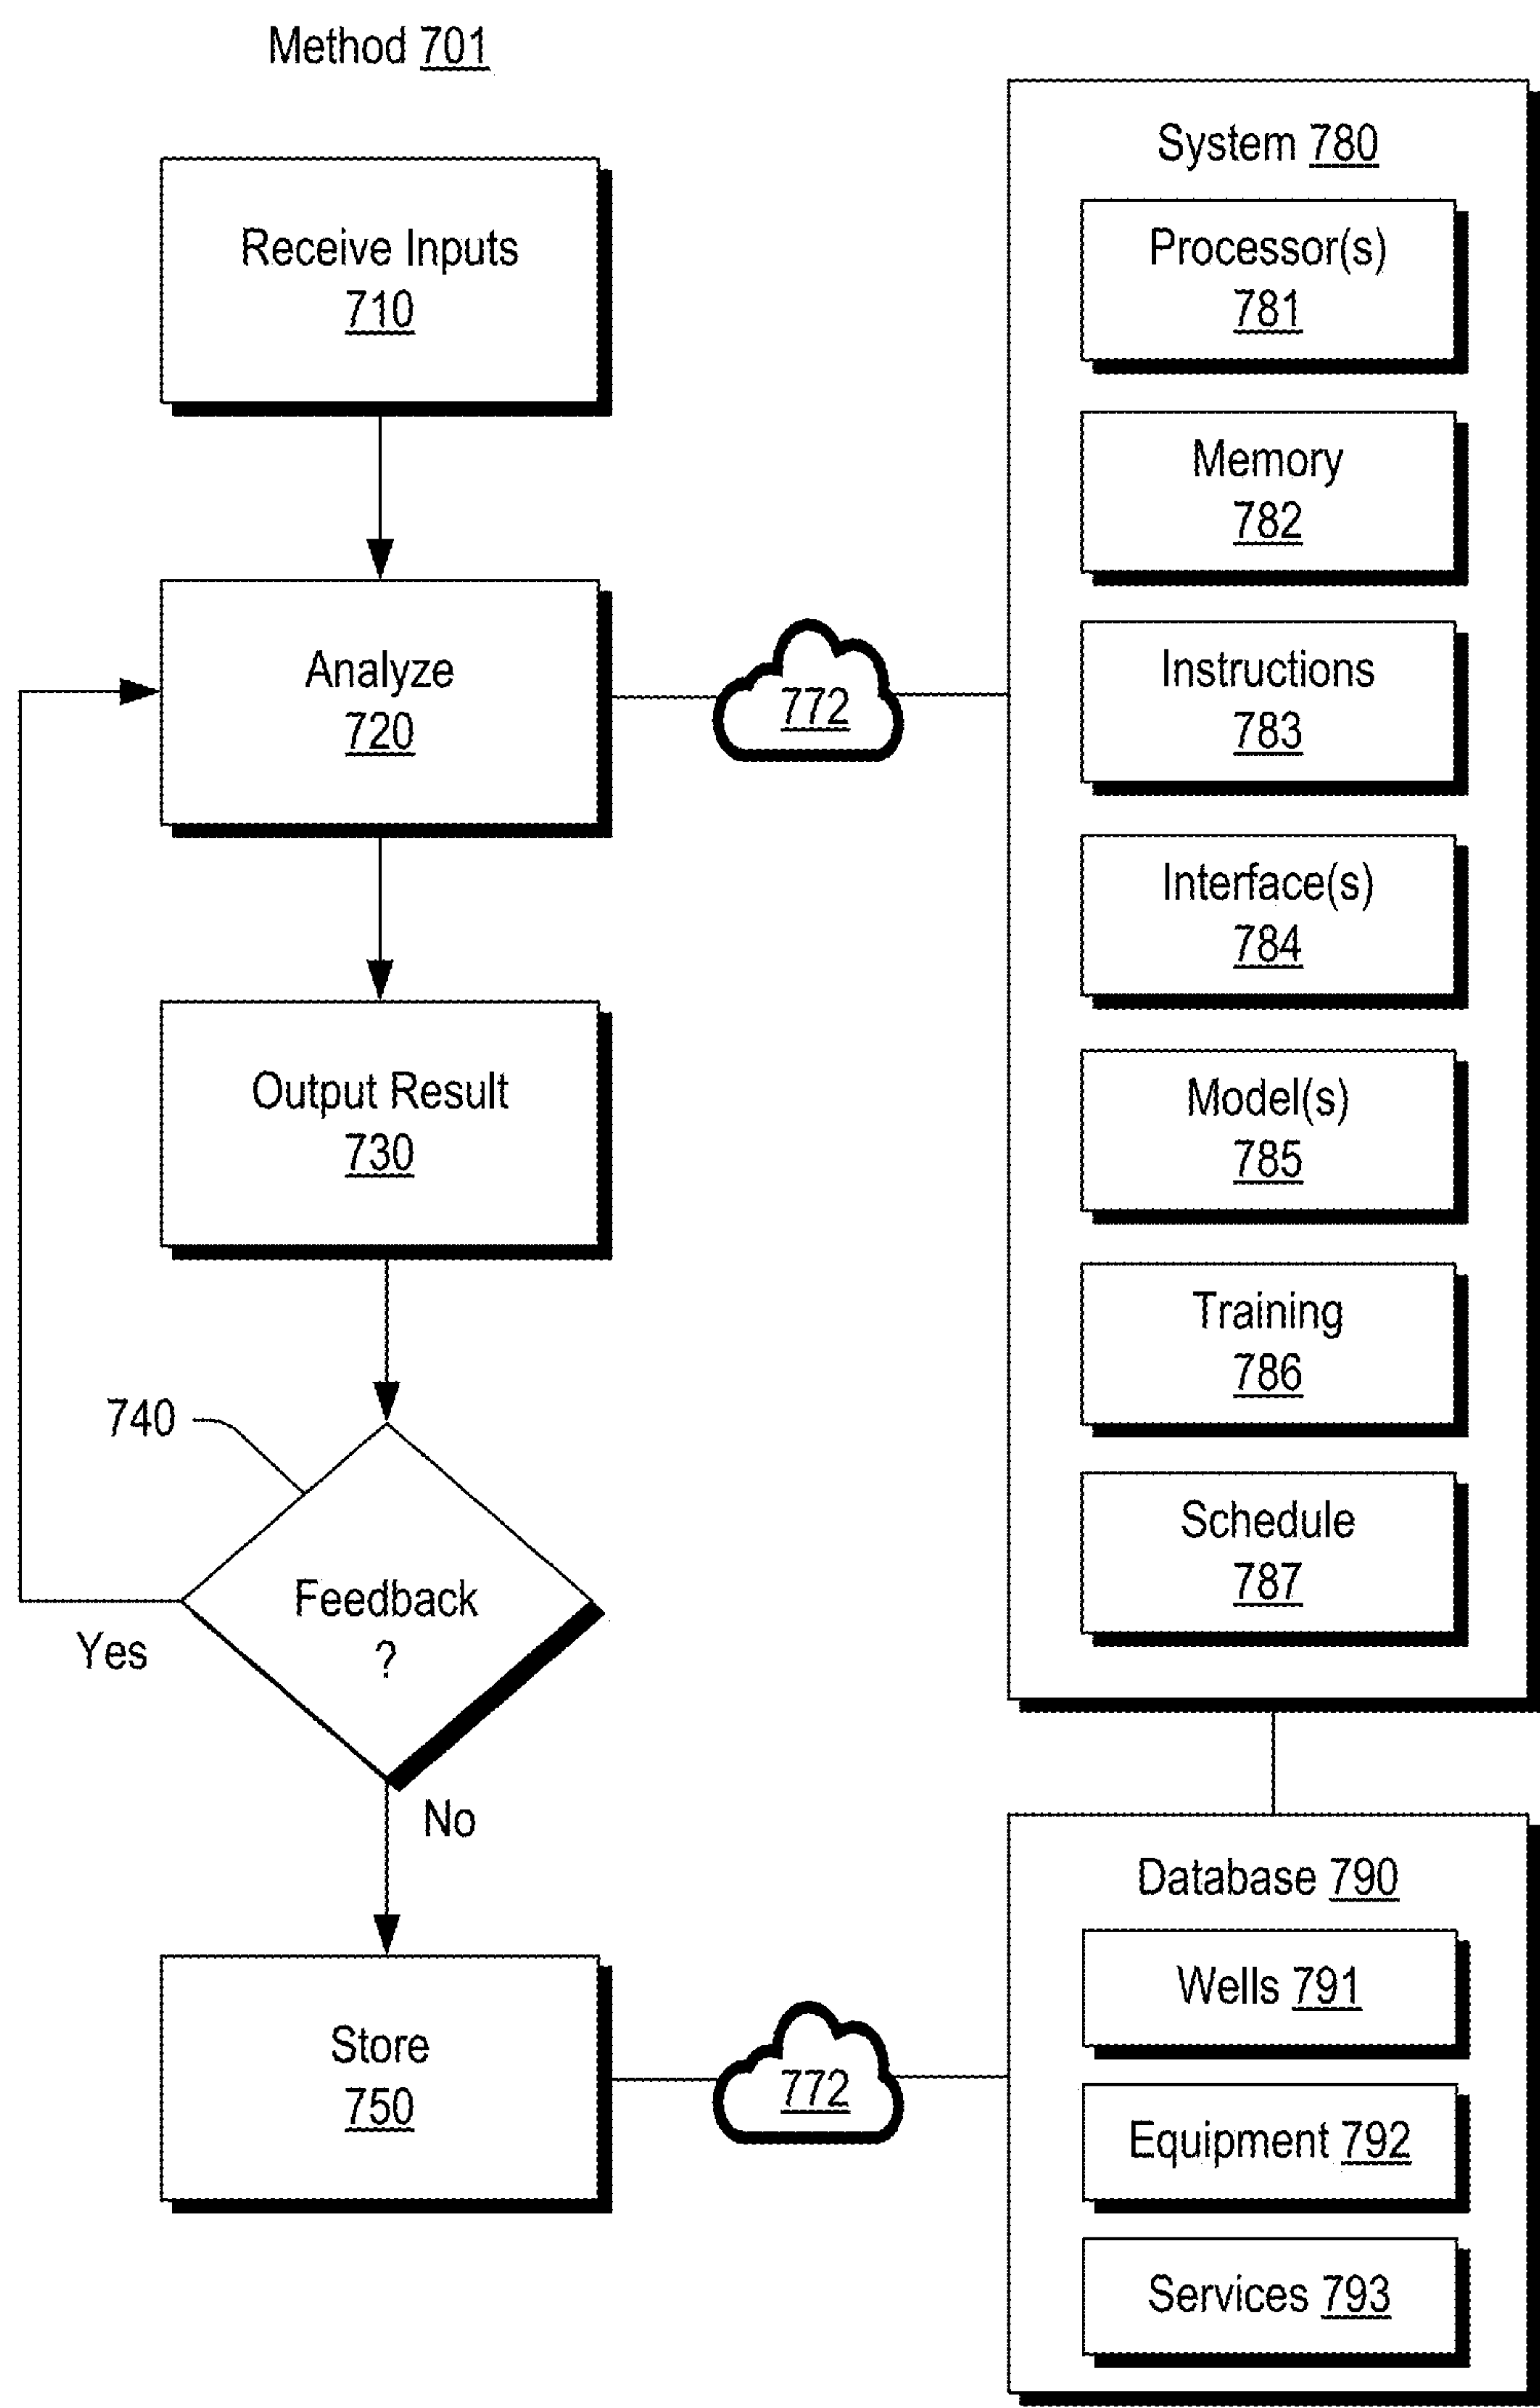 Method 701
Receive Inputs
710
Analyze
720
772
Output Result
730
740
Feedback
?
Yes
No
Store
750
772
System 780
Processor(s)
781
Memory
782
Instructions
783
Interface(s)
784
Model(s)
785
Training
786
Schedule
787
Database 790
Wells 791
Equipment 792
Services 793